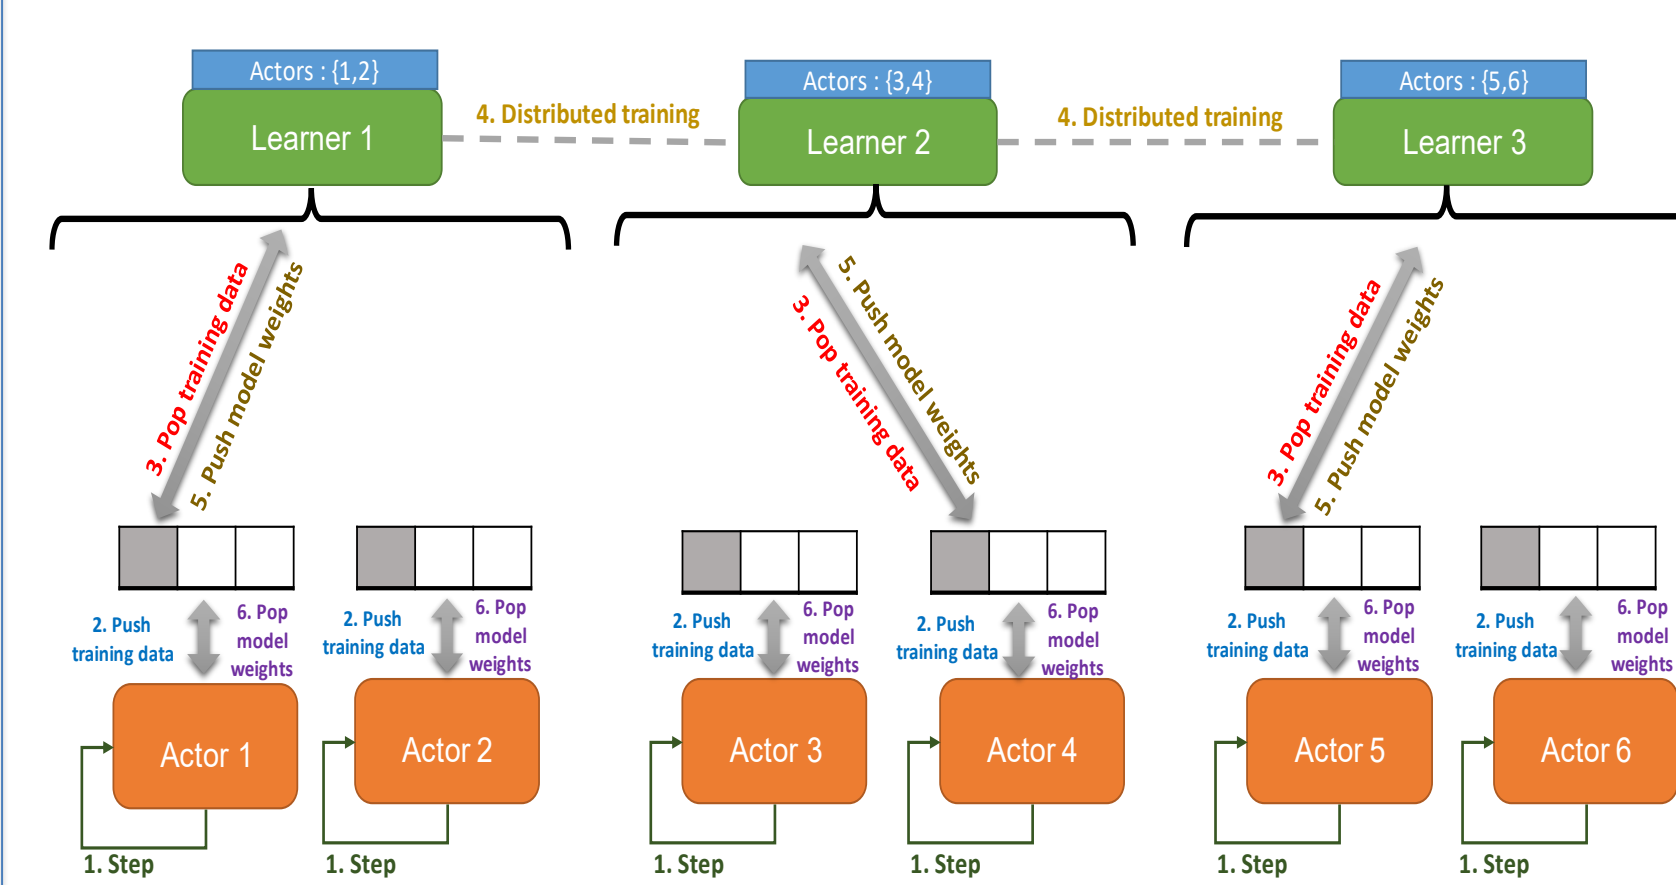 Actors : {1,2}
Actors : {3,4}
Actors : {5,6}
Learner 1
4. Distributed training
Learner 2
4. Distributed training
Learner 3
3. Pop training data
5. Push model weights
3. Pop training data
5. Push model weights
3. Pop training data
5. Push model weights
2. Push
training data
6. Pop
model
weights
2. Push
training data
6. Pop
model
weights
2. Push
training data
6. Pop
model
weights
2. Push
training data
6. Pop
model
weights
2. Push
training data
6. Pop
model
weights
2. Push
training data
6. Pop
model
weights
Actor 1
Actor 2
Actor 3
Actor 4
Actor 5
Actor 6
1. Step
1. Step
1. Step
1. Step
1. Step
1. Step